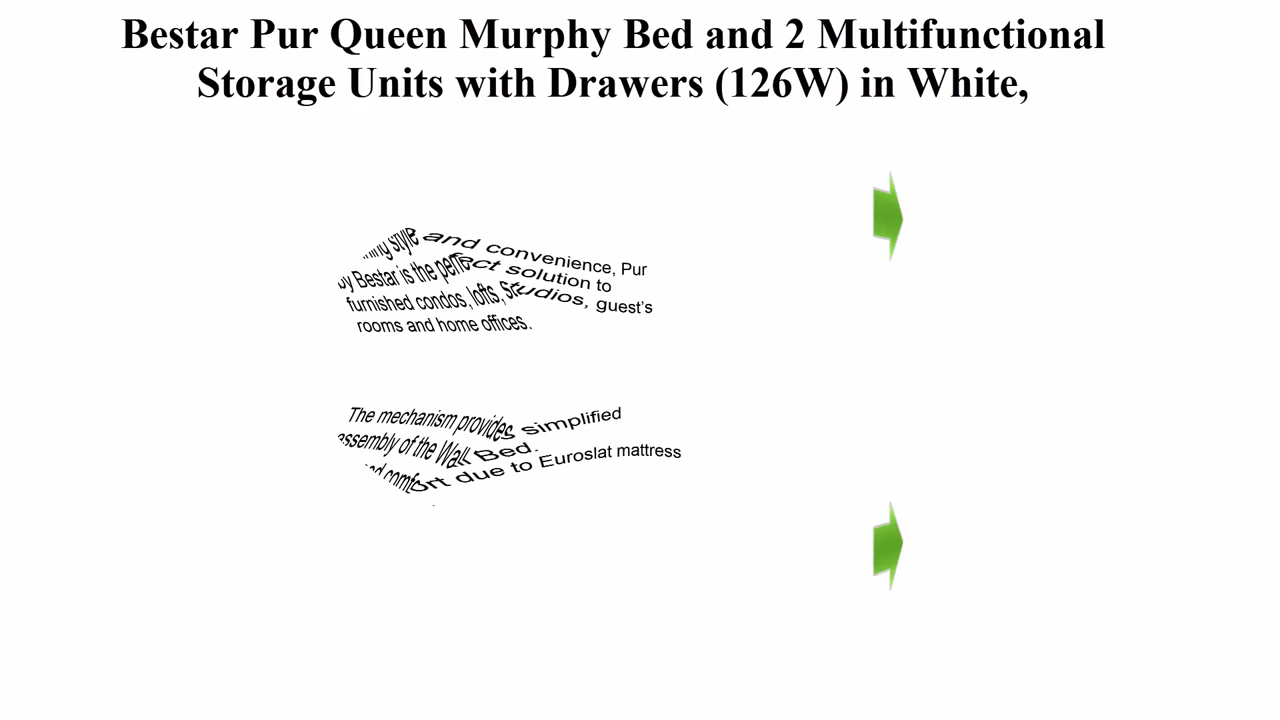 Bestar Pur Queen Murphy Bed and 2 Multifunctional
Storage Units with Drawers (126W) in White,
style and convenience, Pur
by Bestar is the perfect solution to
furnished condos, lofts, studios, guest's
rooms and home offices.
The mechanism provides simplified
assembly of the Wall Bed.
and comfort due to Euroslat mattress